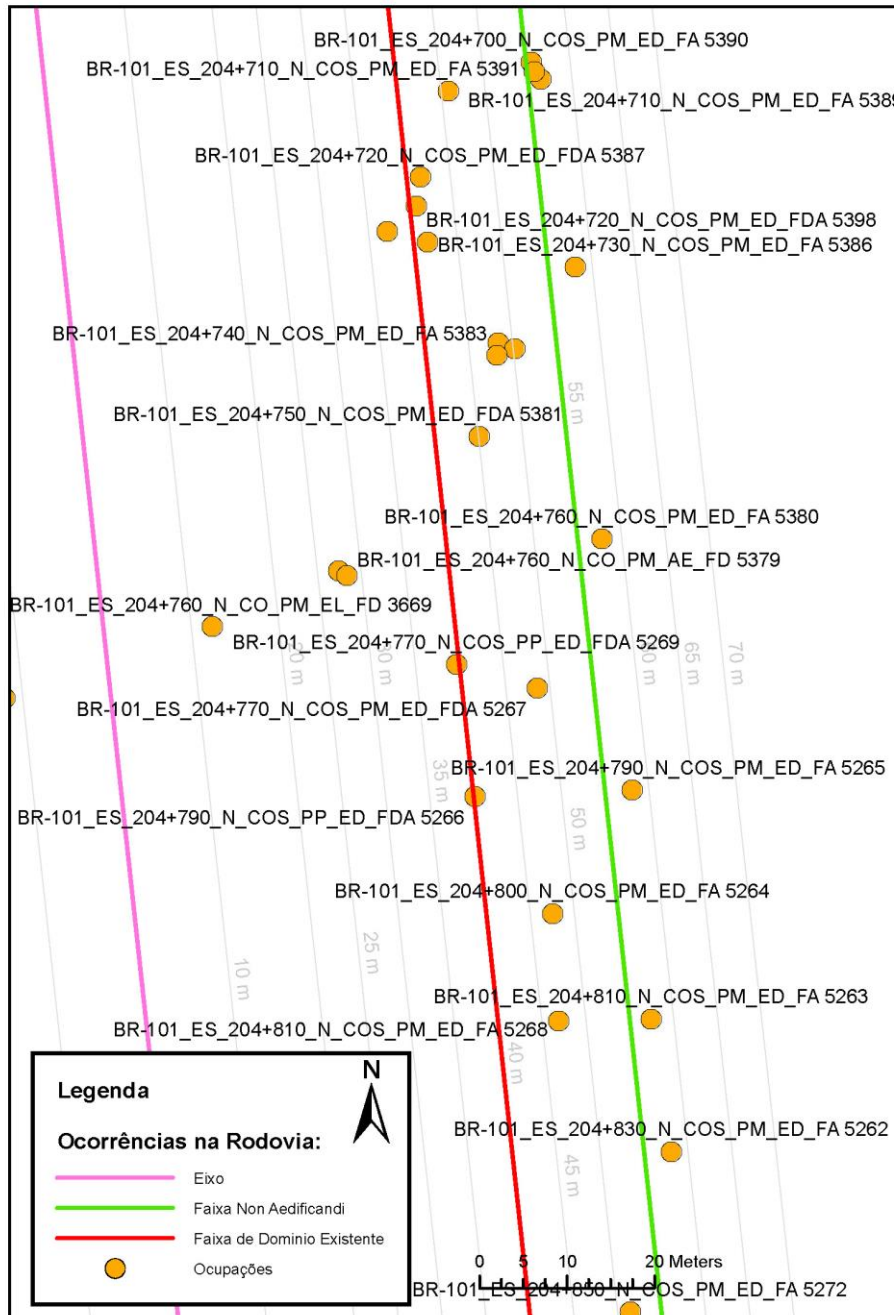 BR-101_ES_204+700_N_COS_PM_ED_FA 5390
BR-101_ES_204+710_N_COS_PM_ED_FA 5391
BR-101_ES_204+710_N_COS_PM_ED_FA 5389
BR-101_ES_204+720_N_COS_PM_ED_FDA 5387
BR-101_ES_204+720_N_COS_PM_ED_FDA 5398
BR-101_ES_204+730_N_COS_PM_ED_FA 5386
BR-101_ES_204+740_N_COS_PM_ED_FA 5383
55 m
BR-101_ES_204+750_N_COS_PM_ED_FDA 5381
BR-101_ES_204+760_N_COS_PM_ED_FA 5380
BR-101_ES_204+760_N_CO_PM_AE_FD 5379
BR-101_ES_204+760_N_CO_PM_EL_FD 3669
BR-101_ES_204+770_N_COS_PP_ED_FDA 5269
20 m
30 m
60 m
65 m
70 m
BR-101_ES_204+770_N_COS_PM_ED_FDA 5267
BR-101_ES_204+790_N_COS_PM_ED_FA 5265
35 m
BR-101_ES_204+790_N_COS_PP_ED_FDA 5266
50 m
BR-101_ES_204+800_N_COS_PM_ED_FA 5264
25 m
10 m
BR-101_ES_204+810_N_COS_PM_ED_FA 5263
BR-101_ES_204+810_N_COS_PM_ED_FA 5268
40 m
BR-101_ES_204+830_N_COS_PM_ED_FA 5262
45 m
N
Legenda
Ocorrências na Rodovia:
Eixo
Faixa Non Aedificandi
Faixa de Dominio Existente
Ocupações
0 5 10 20 Meters
BR-101_ES_204+850_N_COS_PM_ED_FA 5272